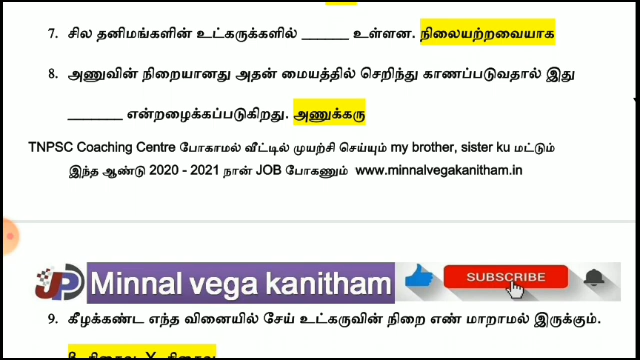 7. சில தனிமங்களின் உட்கருக்களில் ______ உள்ளன. நிலையற்றவையாக
8. அணுவின் நிறையானது அதன் மையத்தில் செறிந்து காணப்படுவதால் இது
_______ என்றழைக்கப்படுகிறது. அணுக்கரு
TNPSC Coaching Centre போகாமல் வீட்டில் முயற்சி செய்யும் my brother, sister ku மட்டும்
இந்த ஆண்டு 2020 - 2021 நான் JOB போகணும் www.minnalvegakanitham.in
JP Minnal vega kanitham SUBSCRIBE
9. கீழக்கண்ட எந்த வினையில் சேய் உட்கருவின் நிறை எண் மாறாமல் இருக்கும்.